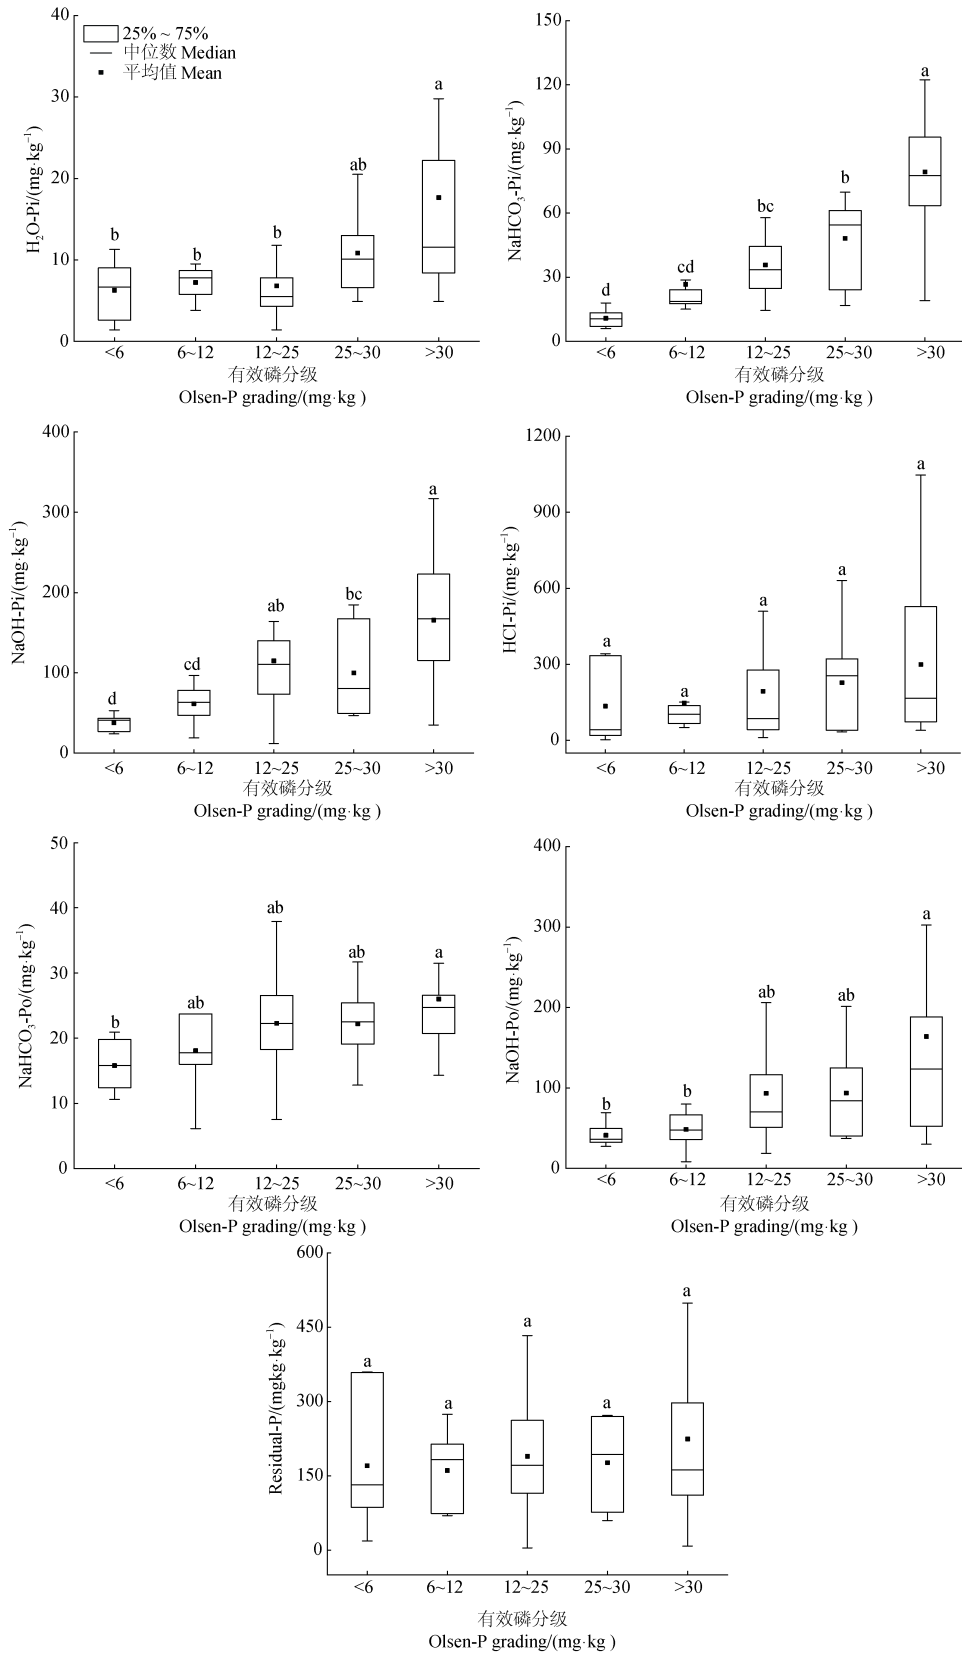 25% ~ 75%
中位数 Median
平均值 Mean
H₂O-Pi/(mg·kg⁻¹)
40
30
20
10
0
b
b
b
ab
a
<6
6~12
12~25
25~30
>30
有效磷分级
Olsen-P grading/(mg·kg )
NaHCO₃-Pi/(mg·kg⁻¹)
150
120
90
60
30
0
d
cd
bc
b
a
<6
6~12
12~25
25~30
>30
有效磷分级
Olsen-P grading/(mg·kg )
NaOH-Pi/(mg·kg⁻¹)
400
300
200
100
0
d
cd
ab
bc
a
<6
6~12
12~25
25~30
>30
有效磷分级
Olsen-P grading/(mg·kg )
HCl-Pi/(mg·kg⁻¹)
1200
900
600
300
0
a
a
a
a
a
<6
6~12
12~25
25~30
>30
有效磷分级
Olsen-P grading/(mg·kg )
NaHCO₃-Po/(mg·kg⁻¹)
50
40
30
20
10
0
b
ab
ab
ab
a
<6
6~12
12~25
25~30
>30
有效磷分级
Olsen-P grading/(mg·kg )
NaOH-Po/(mg·kg⁻¹)
400
300
200
100
0
b
b
ab
ab
a
<6
6~12
12~25
25~30
>30
有效磷分级
Olsen-P grading/(mg·kg )
Residual-P/(mgkg·kg⁻¹)
600
450
300
150
0
a
a
a
a
a
<6
6~12
12~25
25~30
>30
有效磷分级
Olsen-P grading/(mg·kg )